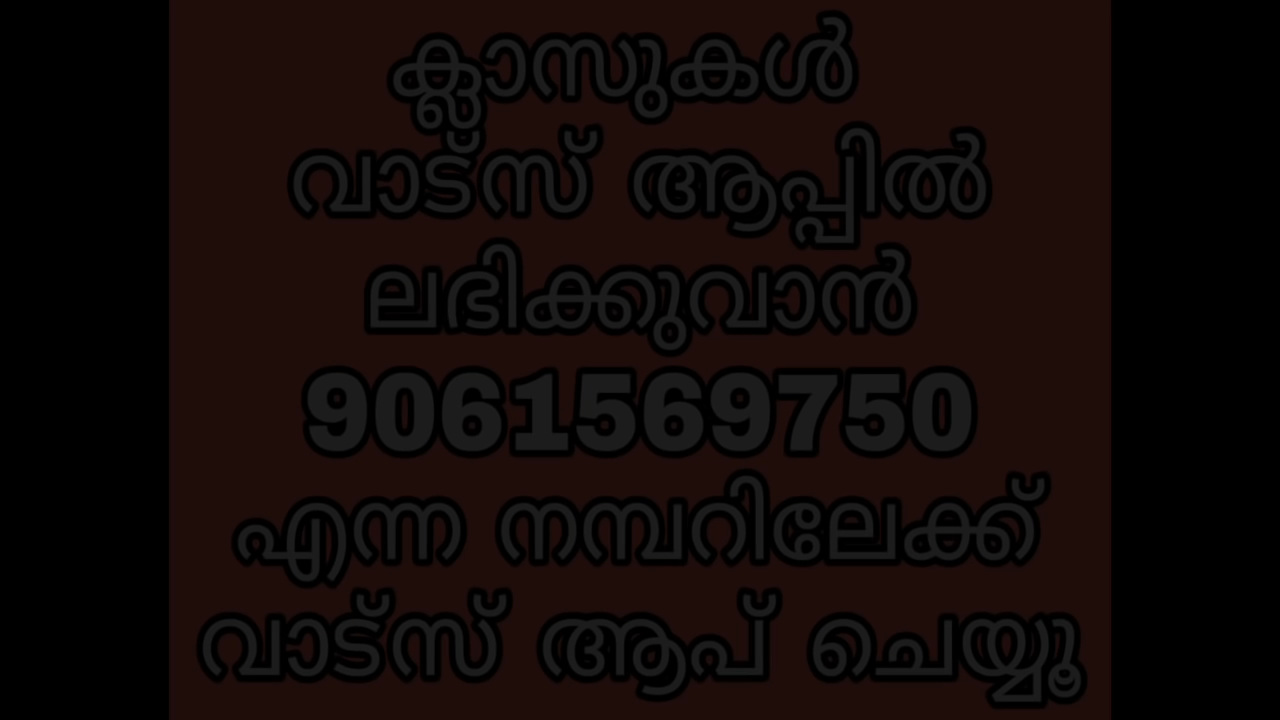 ക്ലാസുകൾ
വാട്സ് ആപ്പിൽ
ലഭിക്കുവാൻ
9061569750
എന്ന നമ്പറിലേക്ക്
വാട്സ് ആപ് ചെയ്യൂ